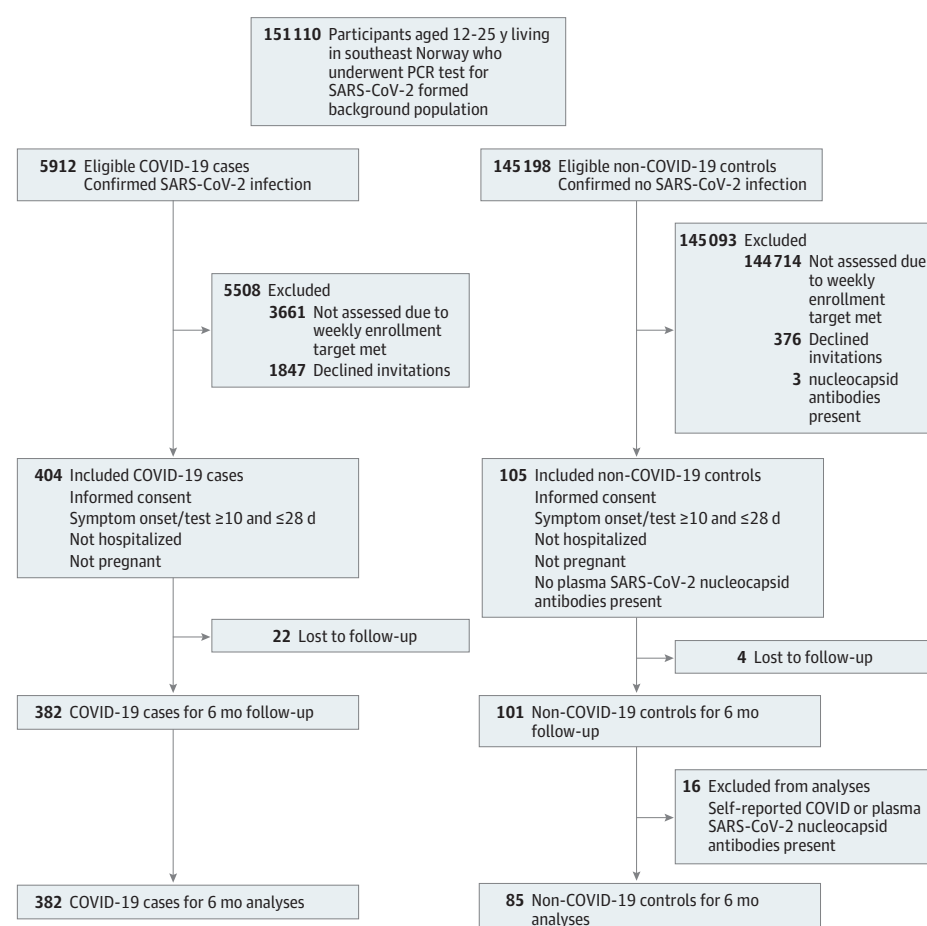 151 110 Participants aged 12-25 y living
in southeast Norway who
underwent PCR test for
SARS-CoV-2 formed
background population
5912 Eligible COVID-19 cases
Confirmed SARS-CoV-2 infection
145 198 Eligible non-COVID-19 controls
Confirmed no SARS-CoV-2 infection
5508 Excluded
3661 Not assessed due to
weekly enrollment
target met
1847 Declined invitations
145 093 Excluded
144 714 Not assessed due
to weekly
enrollment
target met
376 Declined
invitations
3 nucleocapsid
antibodies
present
404 Included COVID-19 cases
Informed consent
Symptom onset/test ≥10 and ≤28 d
Not hospitalized
Not pregnant
105 Included non-COVID-19 controls
Informed consent
Symptom onset/test ≥10 and ≤28 d
Not hospitalized
Not pregnant
No plasma SARS-CoV-2 nucleocapsid
antibodies present
22 Lost to follow-up
4 Lost to follow-up
382 COVID-19 cases for 6 mo follow-up
101 Non-COVID-19 controls for 6 mo
follow-up
16 Excluded from analyses
Self-reported COVID or plasma
SARS-CoV-2 nucleocapsid
antibodies present
382 COVID-19 cases for 6 mo analyses
85 Non-COVID-19 controls for 6 mo
analyses